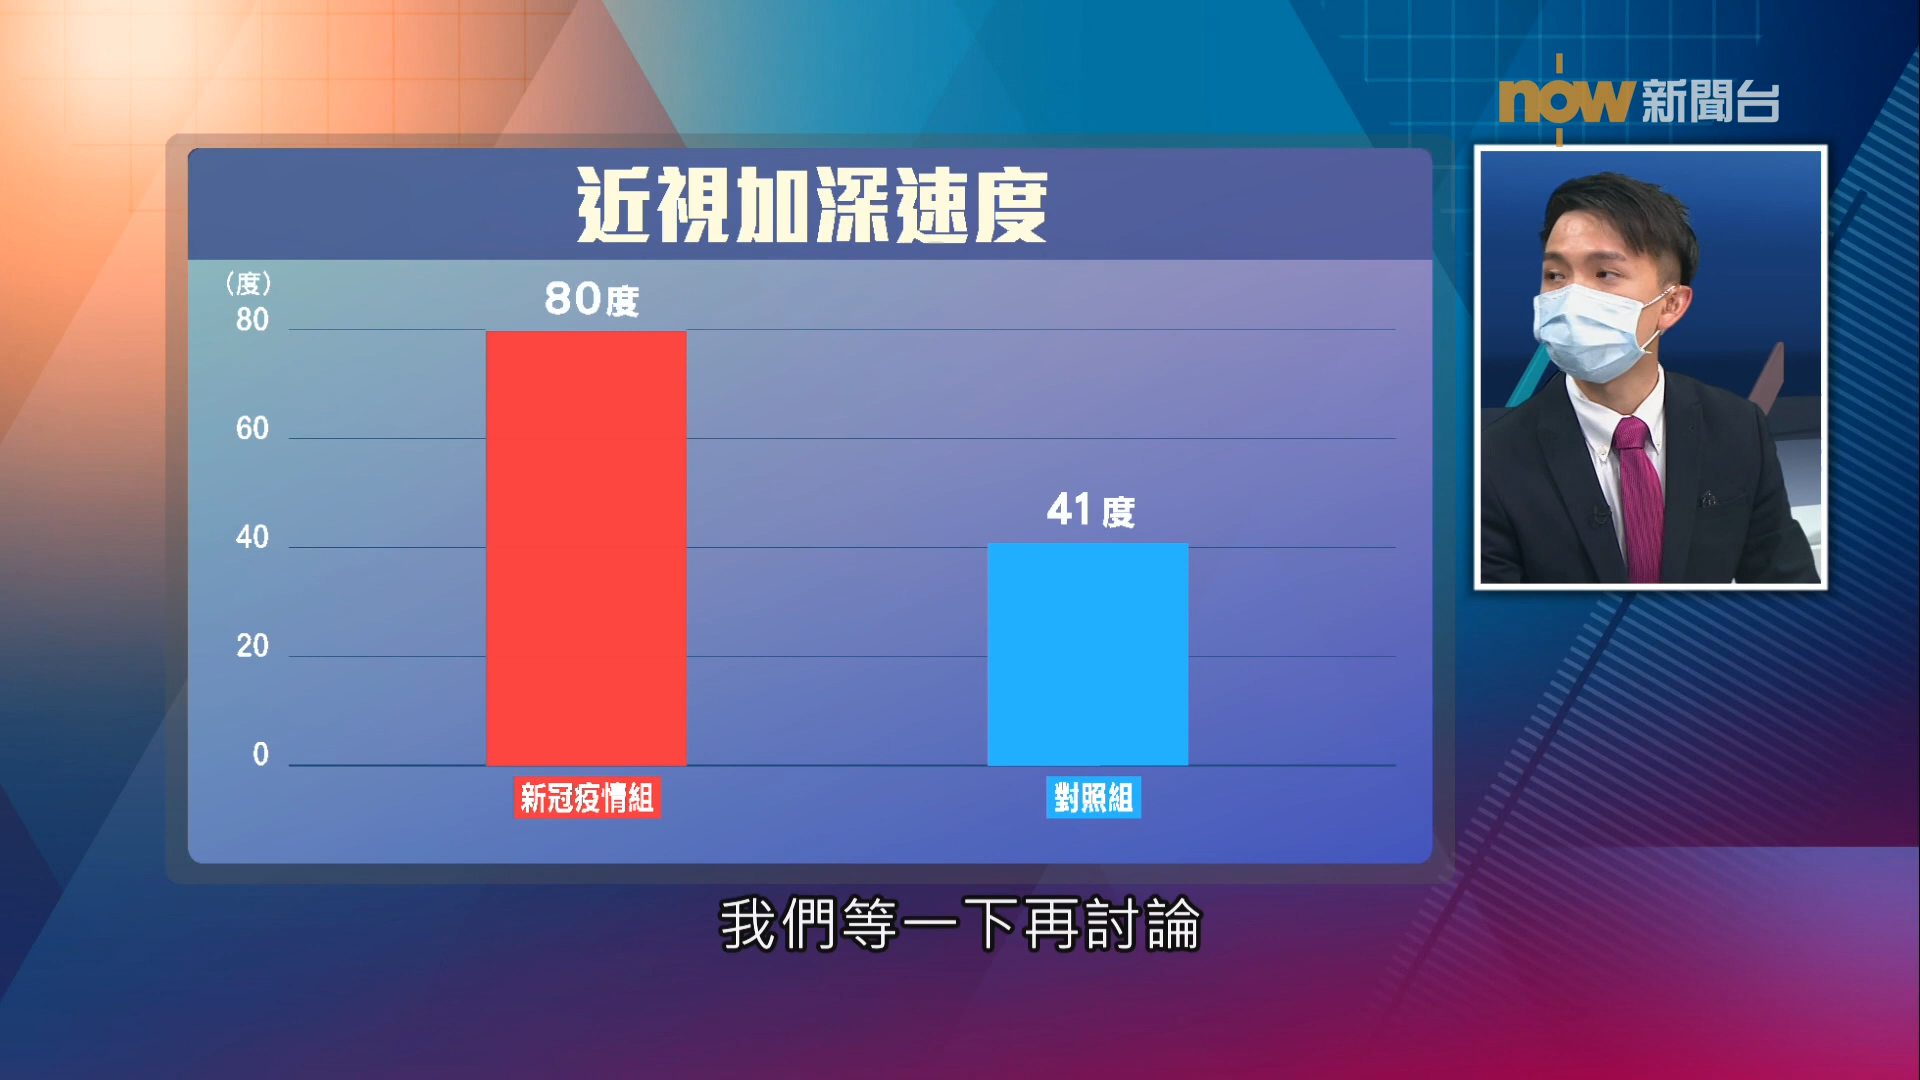 now新聞台
近視加深速度
（度）
80
80度
60
40
41度
20
0
新冠疫情組
對照組
我們等一下再討論